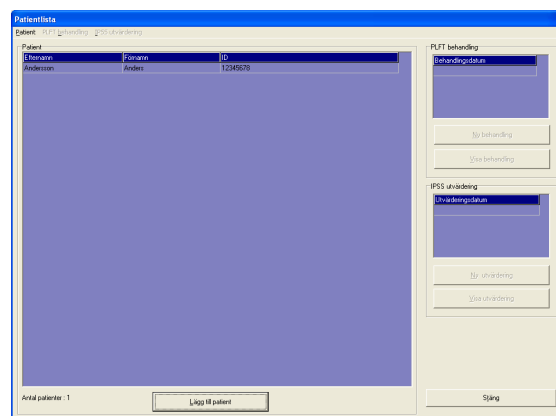 Patientlista
Patient PLFT behandling IPSS utvärdering
Patient
Efternamn Förnamn ID
Andersson Anders 12345678
Antal patienter : 1
Lägg till patient
PLFT behandling
Behandlingsdatum
Ny behandling
Visa behandling
IPSS utvärdering
Utvärderingsdatum
Ny utvärdering
Visa utvärdering
Stäng